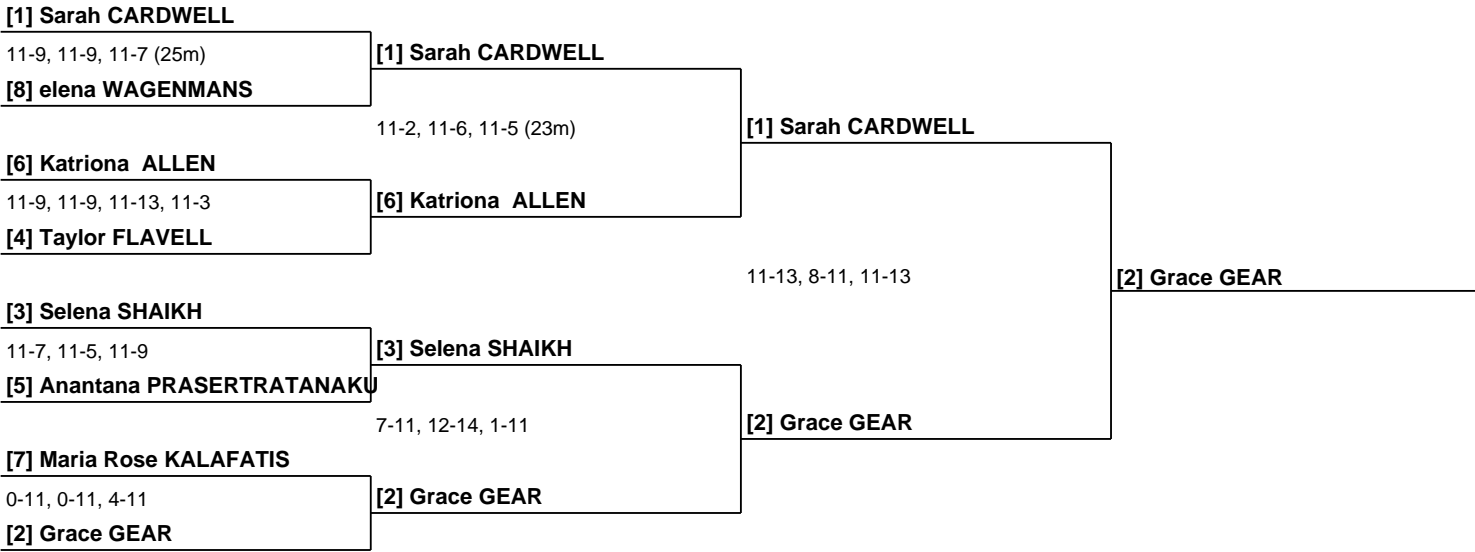 [1] Sarah CARDWELL
11-9, 11-9, 11-7 (25m)
[1] Sarah CARDWELL
[8] elena WAGENMANS
11-2, 11-6, 11-5 (23m)
[1] Sarah CARDWELL
[6] Katriona  ALLEN
11-9, 11-9, 11-13, 11-3
[6] Katriona  ALLEN
[4] Taylor FLAVELL
11-13, 8-11, 11-13
[2] Grace GEAR
[3] Selena SHAIKH
11-7, 11-5, 11-9
[3] Selena SHAIKH
[5] Anantana PRASERTRATANAKU
7-11, 12-14, 1-11
[2] Grace GEAR
[7] Maria Rose KALAFATIS
0-11, 0-11, 4-11
[2] Grace GEAR
[2] Grace GEAR